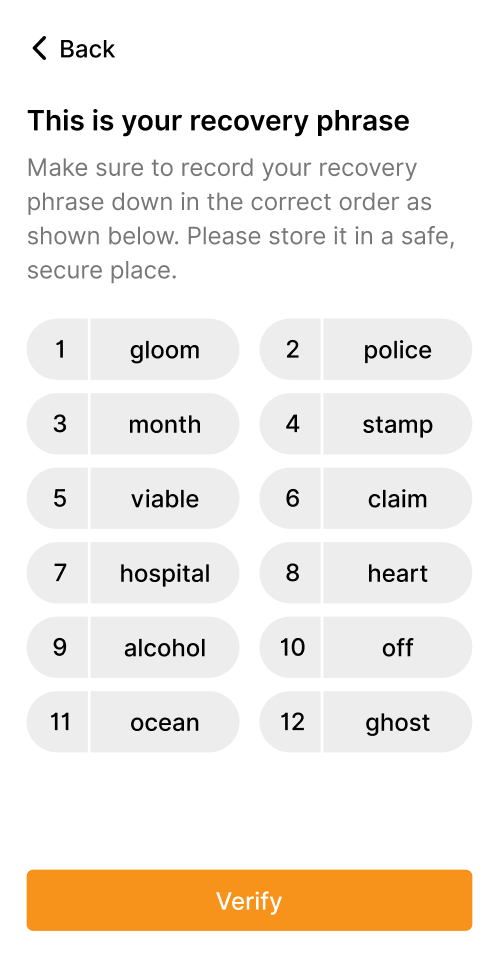 Back
This is your recovery phrase
Make sure to record your recovery
phrase down in the correct order as
shown below. Please store it in a safe,
secure place.
1 gloom 2 police
3 month 4 stamp
5 viable 6 claim
7 hospital 8 heart
9 alcohol 10 off
11 ocean 12 ghost
Verify